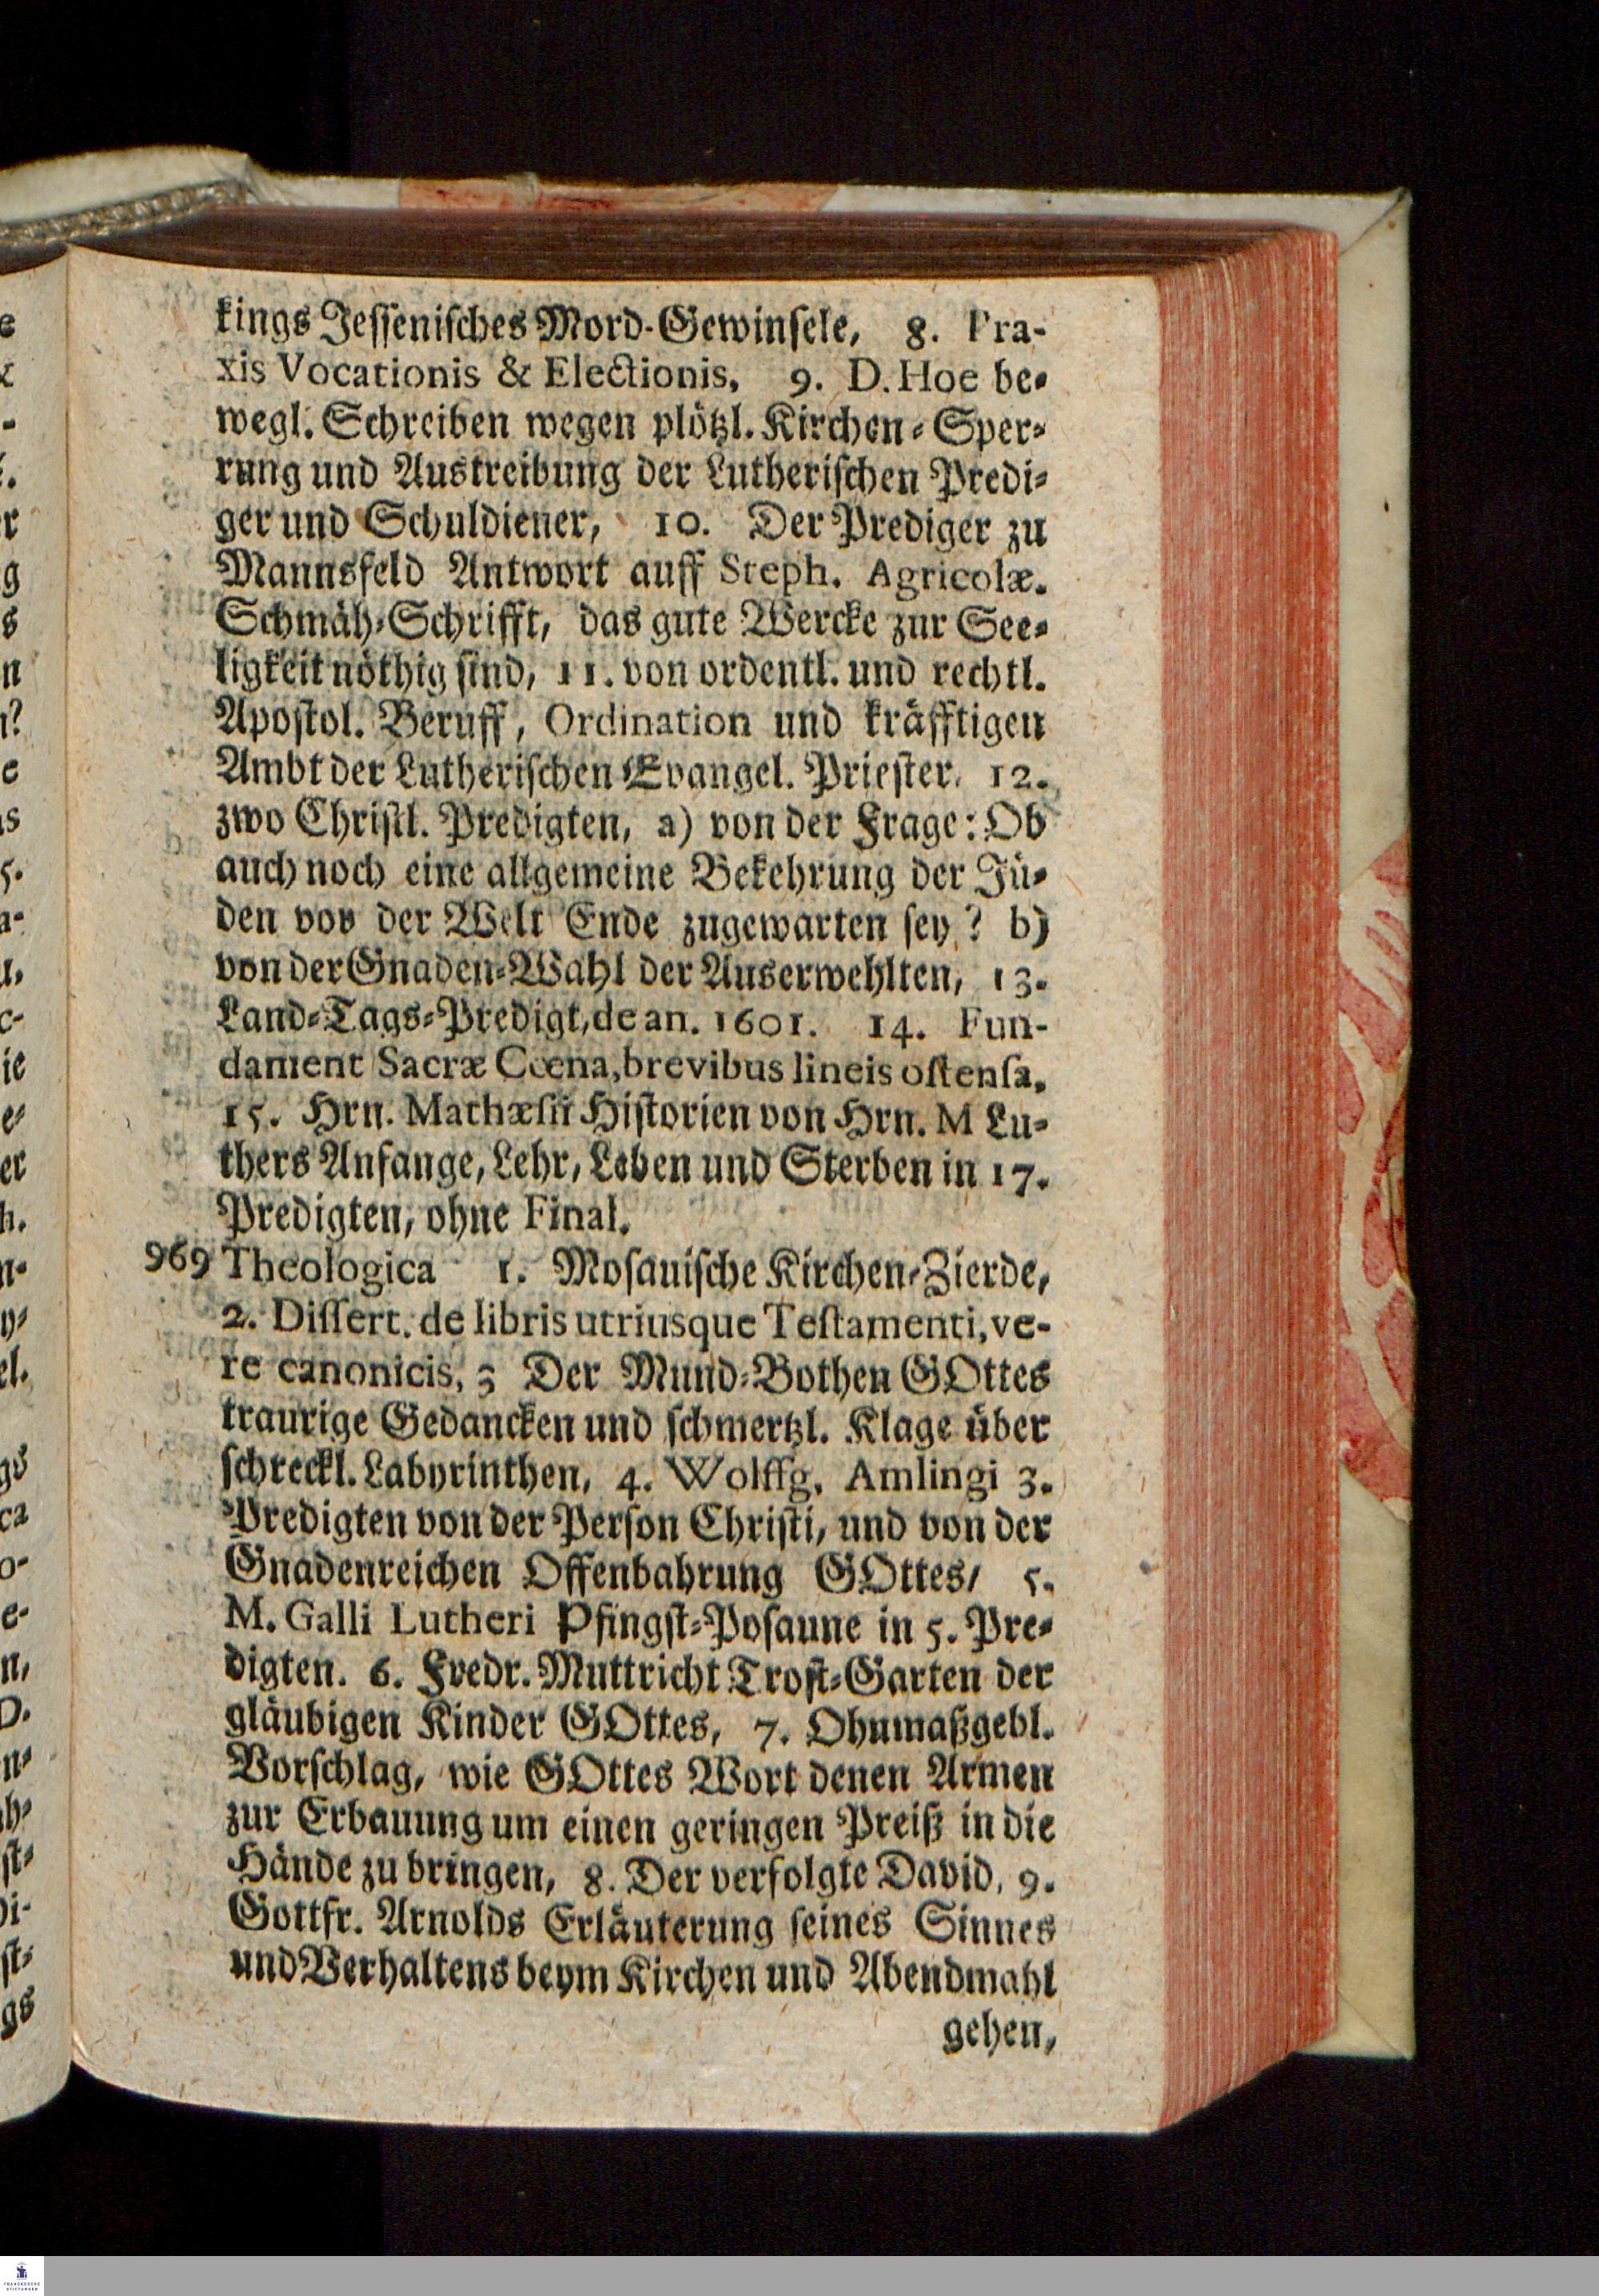 kings Jessenisches Mord-Gewinsele, 8. Pra-
xis Vocationis & Electionis, 9. D. Hoe be-
wegl. Schreiben wegen plötzl. Kirchen-Sper-
rung und Austreibung der Lutherischen Predi-
ger und Schuldiener, 10. Der Prediger zu
Mannsfeld Antwort auff Steph. Agricolæ.
Schmäh-Schrifft, das gute Wercke zur See-
ligkeit nöthig sind, 11. von ordentl. und rechtl.
Apostol. Beruff, Ordination und kräfftigen
Ambt der Lutherischen Evangel. Priester. 12.
zwo Christl. Predigten, a) von der Frage: Ob
auch noch eine allgemeine Bekehrung der Jü-
den vor der Welt Ende zugewarten sey? b)
von der Gnaden-Wahl der Auserwehlten, 13.
Land-Tags-Predigt, de an. 1601. 14. Fun-
dament Sacræ Cœna, brevibus lineis ostensa.
15. Hrn. Mathæsii Historien von Hrn. M Lu-
thers Anfange, Lehr, Leben und Sterben in 17.
Predigten, ohne Final.
969 Theologica 1. Mosauische Kirchen-Zierde,
2. Dissert. de libris utriusque Testamenti, ve-
re canonicis, 3 Der Mund-Bothen GOttes
traurige Gedancken und schmertzl. Klage über
schreckl. Labyrinthen, 4. Wolffg. Amlingi 3.
Predigten von der Person Christi, und von der
Gnadenreichen Offenbahrung GOttes/ 5.
M. Galli Lutheri Pfingst-Posaune in 5. Pre-
digten. 6. Fredr. Muttricht Trost-Garten der
gläubigen Kinder GOttes, 7. Ohnmaßgebl.
Vorschlag, wie GOttes Wort denen Armen
zur Erbauung um einen geringen Preiß in die
Hände zu bringen, 8. Der verfolgte David, 9.
Gottfr. Arnolds Erläuterung seines Sinnes
und Verhaltens beym Kirchen und Abendmahl
gehen,
FRANCKESCHE
STIFTUNGEN